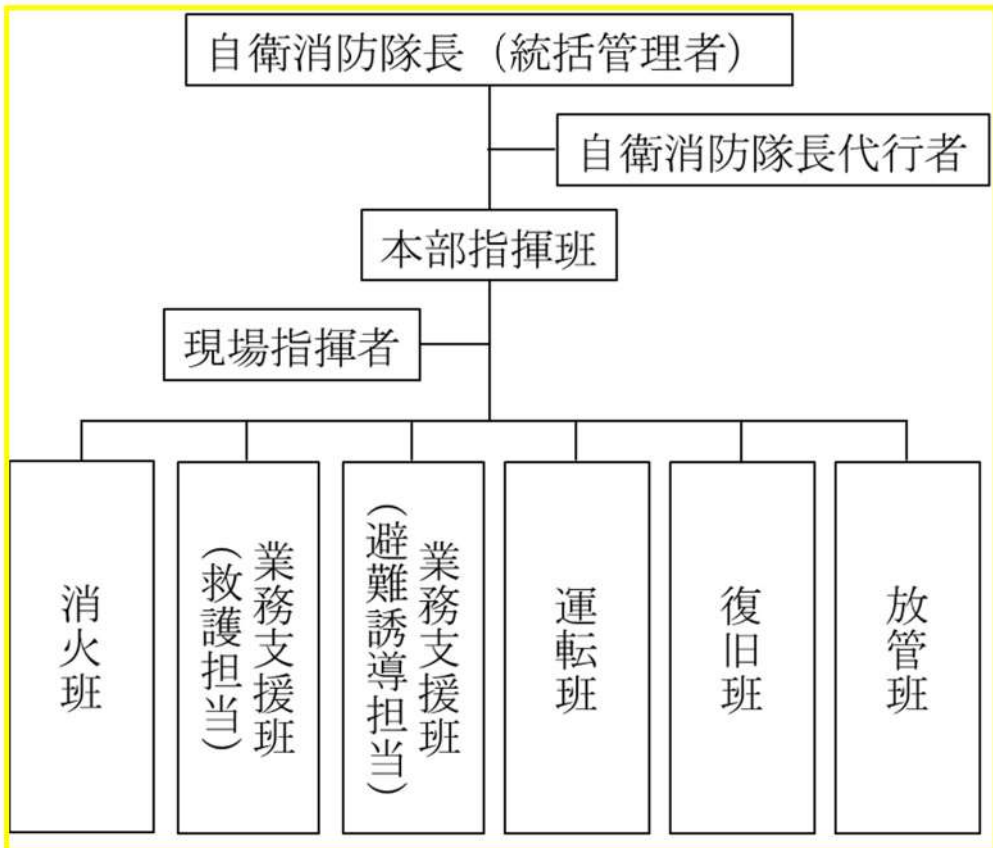 自衛消防隊長（統括管理者）
自衛消防隊長代行者
本部指揮班
現場指揮者
消火班
業務支援班
（救護担当）
業務支援班
（避難誘導担当）
運転班
復旧班
放管班